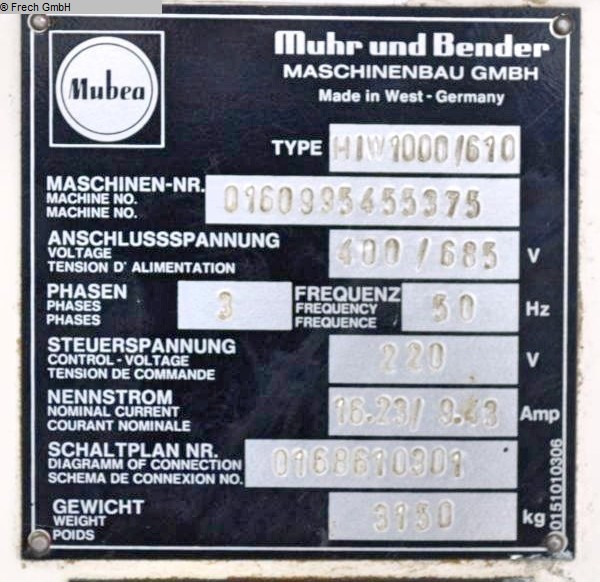 © Frech GmbH
Mubea
Muhr und Bender
MASCHINENBAU GMBH
Made in West - Germany
TYPE HIW1000/610
MASCHINEN-NR. 0160995455375
MACHINE NO.
MACHINE NO.
ANSCHLUSSSPANNUNG
VOLTAGE 400/685 V
TENSION D' ALIMENTATION
PHASEN 3 FREQUENZ 50 Hz
PHASES FREQUENCY
PHASES FREQUENCE
STEUERSPANNUNG
CONTROL - VOLTAGE 220 V
TENSION DE COMMANDE
NENNSTROM
NOMINAL CURRENT 16.23/ 9.43 Amp
COURANT NOMINALE
SCHALTPLAN NR.
DIAGRAMM OF CONNECTION 0168610901
SCHEMA DE CONNEXION NO.
GEWICHT
WEIGHT 3150 kg
POIDS
0151010306